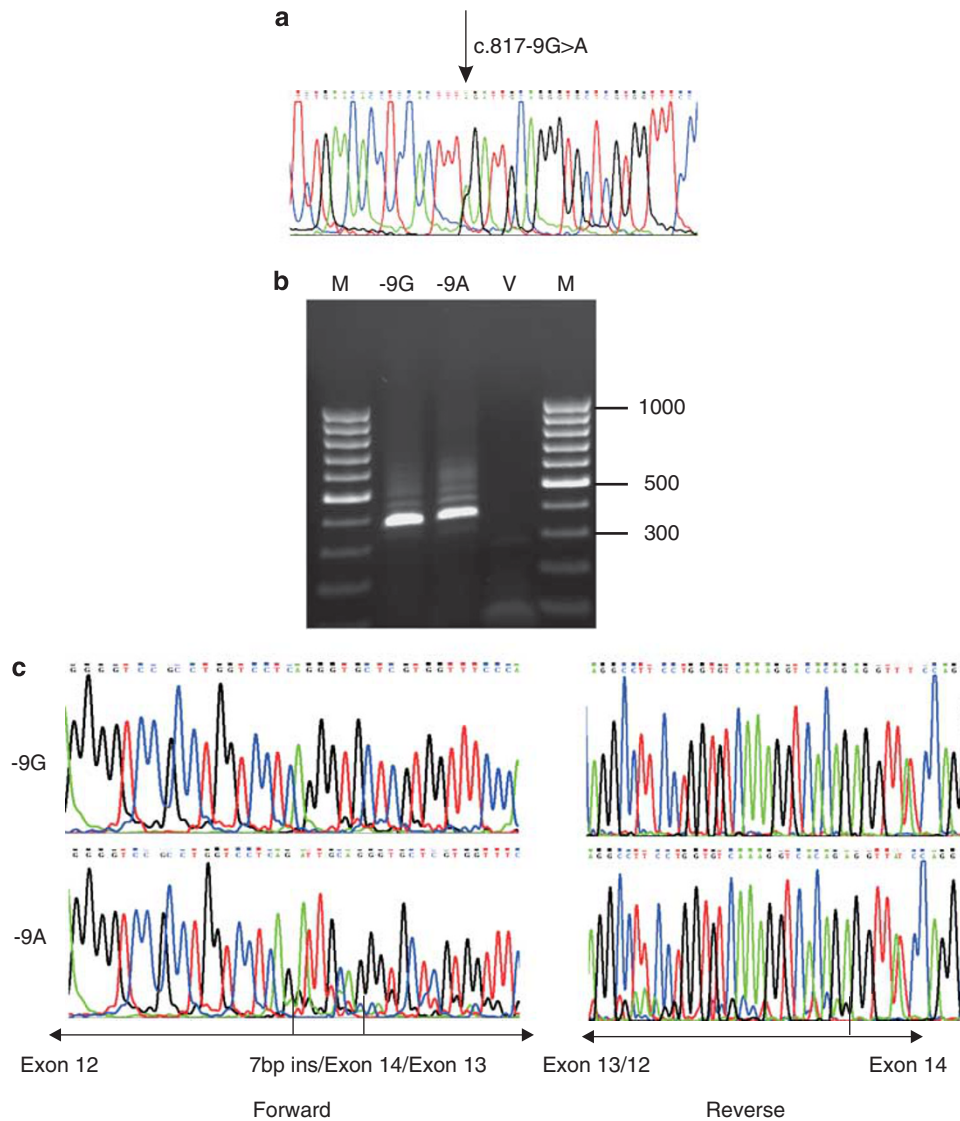 a
c.817-9G>A
b
M -9G -9A V M
1000
500
300
c
G G G G T C C G C C T G G T C C T C A G G G T G C T C G T G G T T T C C C A
-9G
-9A
Exon 12
7bp ins/Exon 14/Exon 13
Exon 13/12
Exon 14
Forward
Reverse